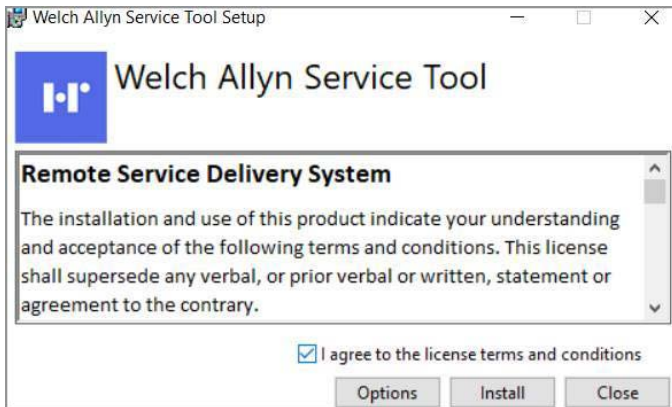 Welch Allyn Service Tool Setup
Welch Allyn Service Tool
Remote Service Delivery System
The installation and use of this product indicate your understanding
and acceptance of the following terms and conditions. This license
shall supersede any verbal, or prior verbal or written, statement or
agreement to the contrary.
I agree to the license terms and conditions
Options Install Close